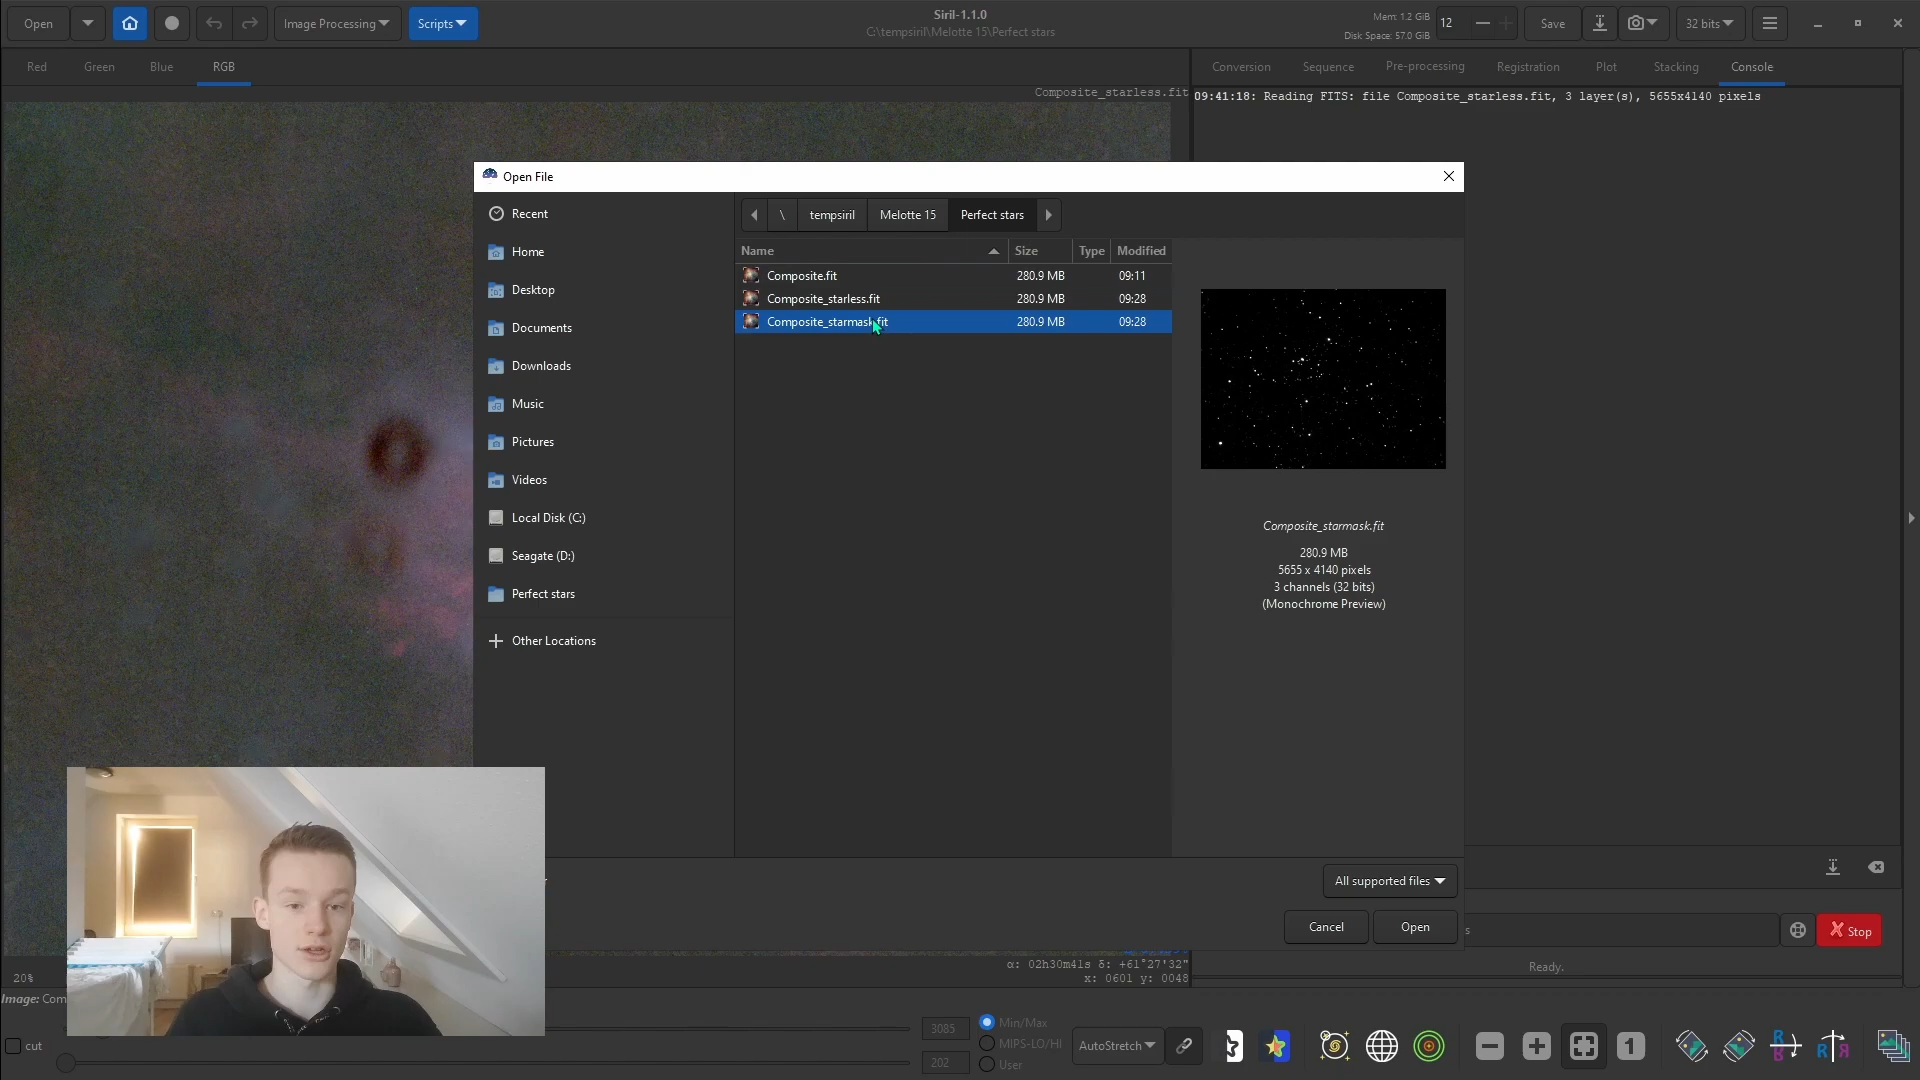 Open
Image Processing
Scripts
Siril-1.1.0
C:\tempsiril\Melotte 15\Perfect stars
Mem: 1.2 GiB
Disk Space: 57.0 GiB
12
Save
32 bits
Red
Green
Blue
RGB
Conversion
Sequence
Pre-processing
Registration
Plot
Stacking
Console
Composite_starless.fit
09:41:18: Reading FITS: file Composite_starless.fit, 3 layer(s), 5655x4140 pixels
Open File
Recent
Home
Desktop
Documents
Downloads
Music
Pictures
Videos
Local Disk (C:)
Seagate (D:)
Perfect stars
Other Locations
\
tempsiril
Melotte 15
Perfect stars
Name
Size
Type
Modified
Composite.fit
280.9 MB
09:11
Composite_starless.fit
280.9 MB
09:28
Composite_starmask.fit
280.9 MB
09:28
Composite_starmask.fit
280.9 MB
5655 x 4140 pixels
3 channels (32 bits)
(Monochrome Preview)
All supported files
Cancel
Open
s
Stop
Ready.
α: 02h30m41s δ: +61°27'32"
x: 0601 y: 0048
20%
Image: Com
cut
3085
202
Min/Max
MIPS-LO/HI
User
AutoStretch
1
R
R
R